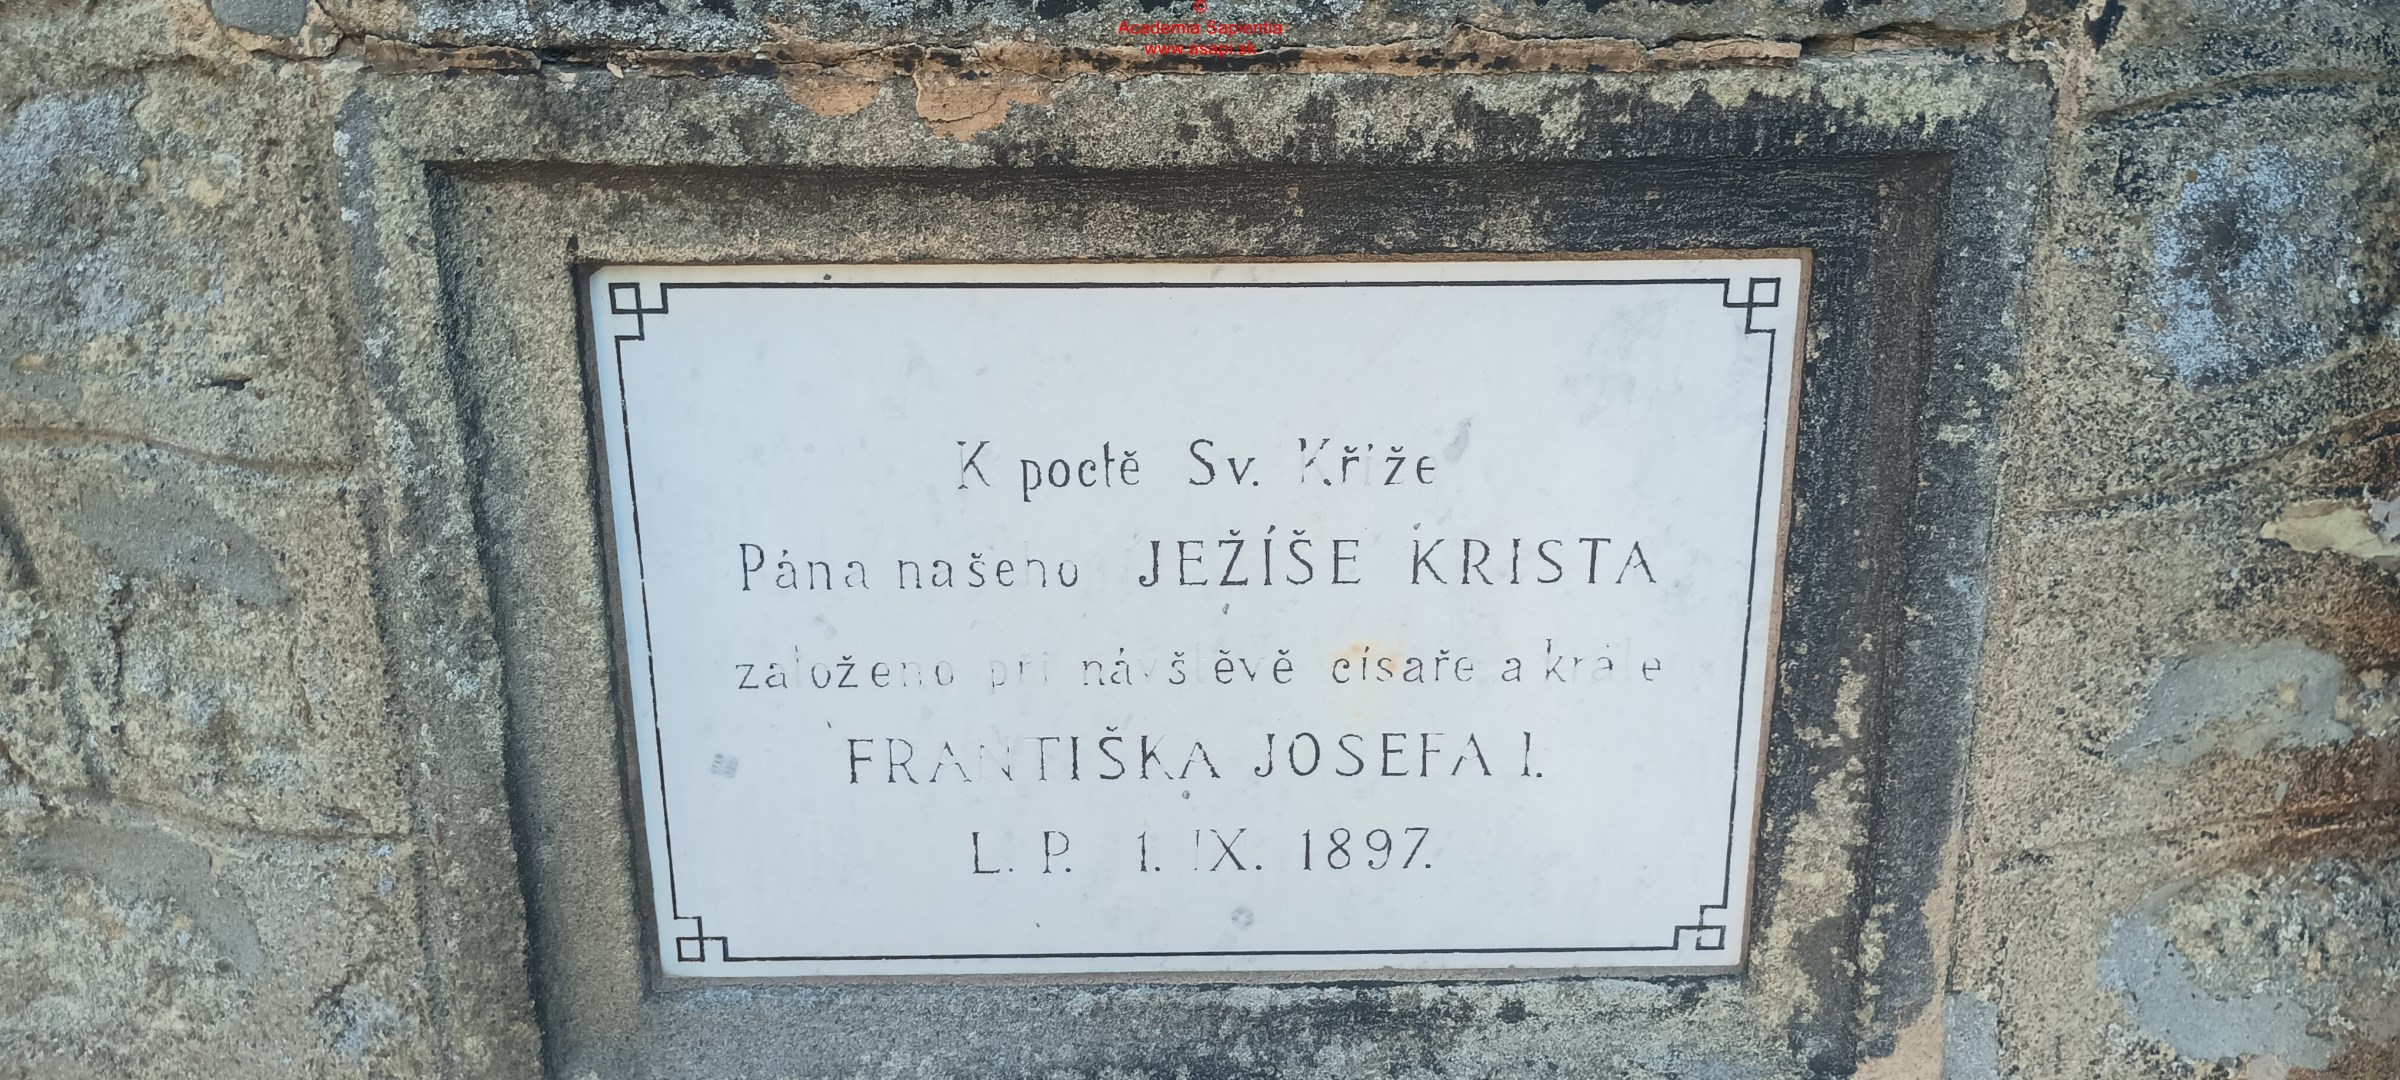 ©
Academia Sapientia
www.asapi.sk
K poctě Sv. Kříže
Pána našeho JEŽÍŠE KRISTA
založeno při návštěvě císaře a krále
FRANTIŠKA JOSEFA I.
L. P. 1. IX. 1897.